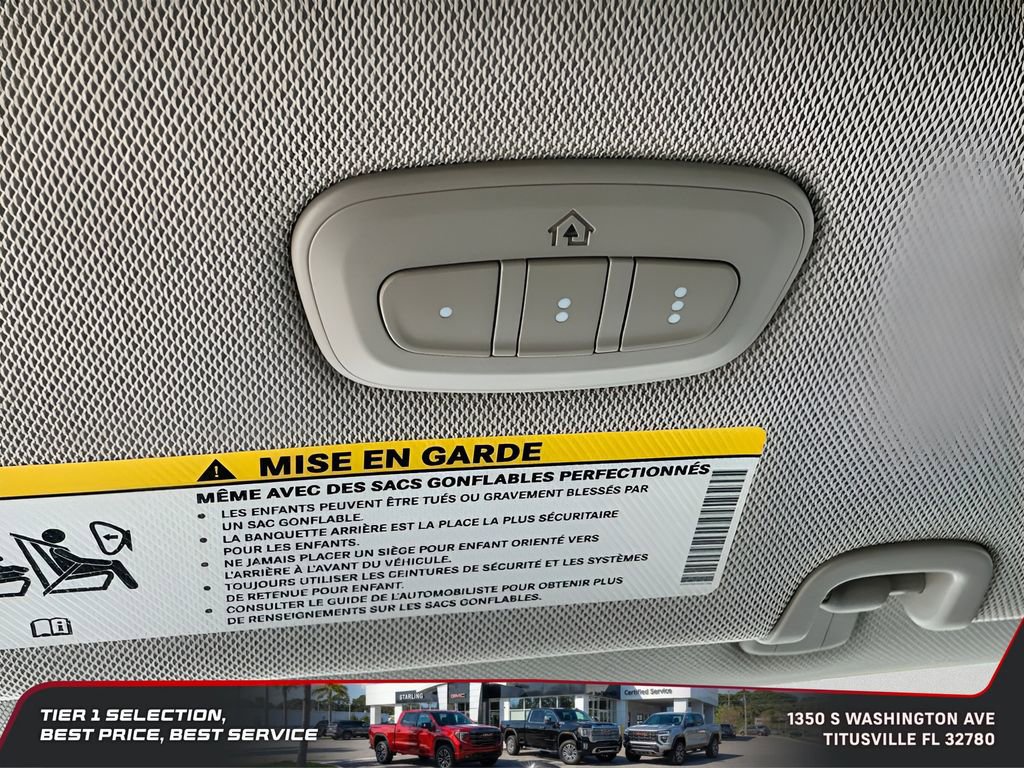 MISE EN GARDE
MÊME AVEC DES SACS GONFLABLES PERFECTIONNÉS
• LES ENFANTS PEUVENT ÊTRE TUÉS OU GRAVEMENT BLESSÉS PAR
UN SAC GONFLABLE.
• LA BANQUETTE ARRIÈRE EST LA PLACE LA PLUS SÉCURITAIRE
POUR LES ENFANTS.
• NE JAMAIS PLACER UN SIÈGE POUR ENFANT ORIENTÉ VERS
L'ARRIÈRE À L'AVANT DU VÉHICULE.
• TOUJOURS UTILISER LES CEINTURES DE SÉCURITÉ ET LES SYSTÈMES
DE RETENUE POUR ENFANT.
• CONSULTER LE GUIDE DE L'AUTOMOBILISTE POUR OBTENIR PLUS
DE RENSEIGNEMENTS SUR LES SACS GONFLABLES.
STARLING
GMC
Certified Service
TIER 1 SELECTION,
BEST PRICE, BEST SERVICE
1350 S WASHINGTON AVE
TITUSVILLE FL 32780